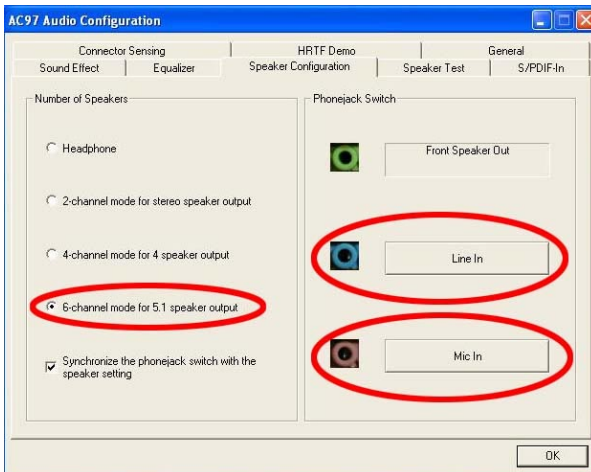 AC97 Audio Configuration
Connector Sensing
HRTF Demo
General
Sound Effect
Equalizer
Speaker Configuration
Speaker Test
S/PDIF-In
Number of Speakers
Headphone
2-channel mode for stereo speaker output
4-channel mode for 4 speaker output
6-channel mode for 5.1 speaker output
Synchronize the phonejack switch with the
speaker setting
Phonejack Switch
Front Speaker Out
Line In
Mic In
OK